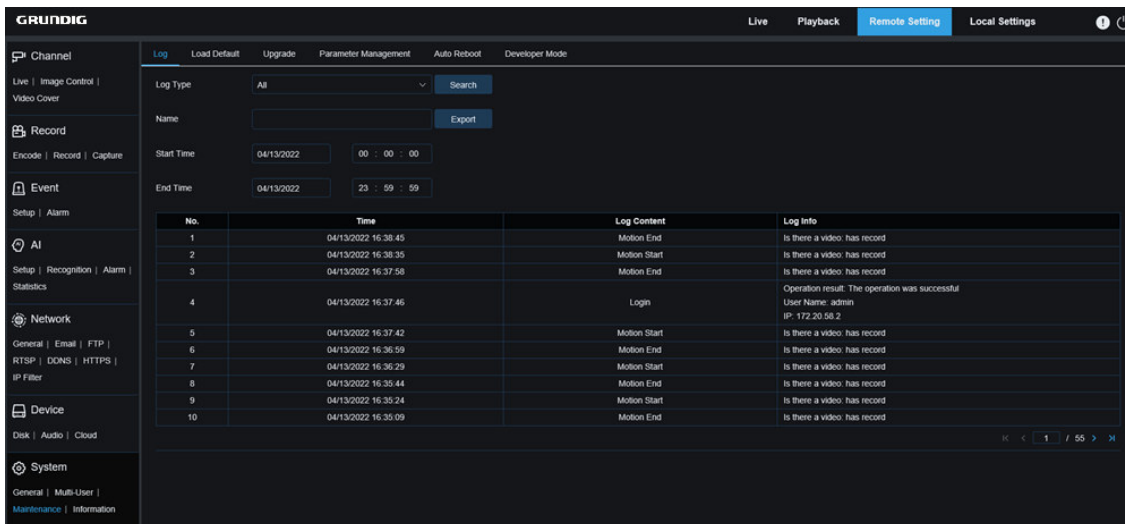 GRUNDIG
Live Playback Remote Setting Local Settings
Channel
Live | Image Control |
Video Cover
Record
Encode | Record | Capture
Event
Setup | Alarm
AI
Setup | Recognition | Alarm |
Statistics
Network
General | Email | FTP |
RTSP | DDNS | HTTPS |
IP Filter
Device
Disk | Audio | Cloud
System
General | Multi-User |
Maintenance | Information
Log Load Default Upgrade Parameter Management Auto Reboot Developer Mode
Log Type All Search
Name Export
Start Time 04/13/2022 00 : 00 : 00
End Time 04/13/2022 23 : 59 : 59
No. Time Log Content Log Info
1 04/13/2022 16:38:45 Motion End Is there a video: has record
2 04/13/2022 16:38:35 Motion Start Is there a video: has record
3 04/13/2022 16:37:58 Motion End Is there a video: has record
4 04/13/2022 16:37:46 Login Operation result: The operation was successful
User Name: admin
IP: 172.20.58.2
5 04/13/2022 16:37:42 Motion Start Is there a video: has record
6 04/13/2022 16:36:59 Motion End Is there a video: has record
7 04/13/2022 16:36:29 Motion Start Is there a video: has record
8 04/13/2022 16:35:44 Motion End Is there a video: has record
9 04/13/2022 16:35:24 Motion Start Is there a video: has record
10 04/13/2022 16:35:09 Motion End Is there a video: has record
1 / 55